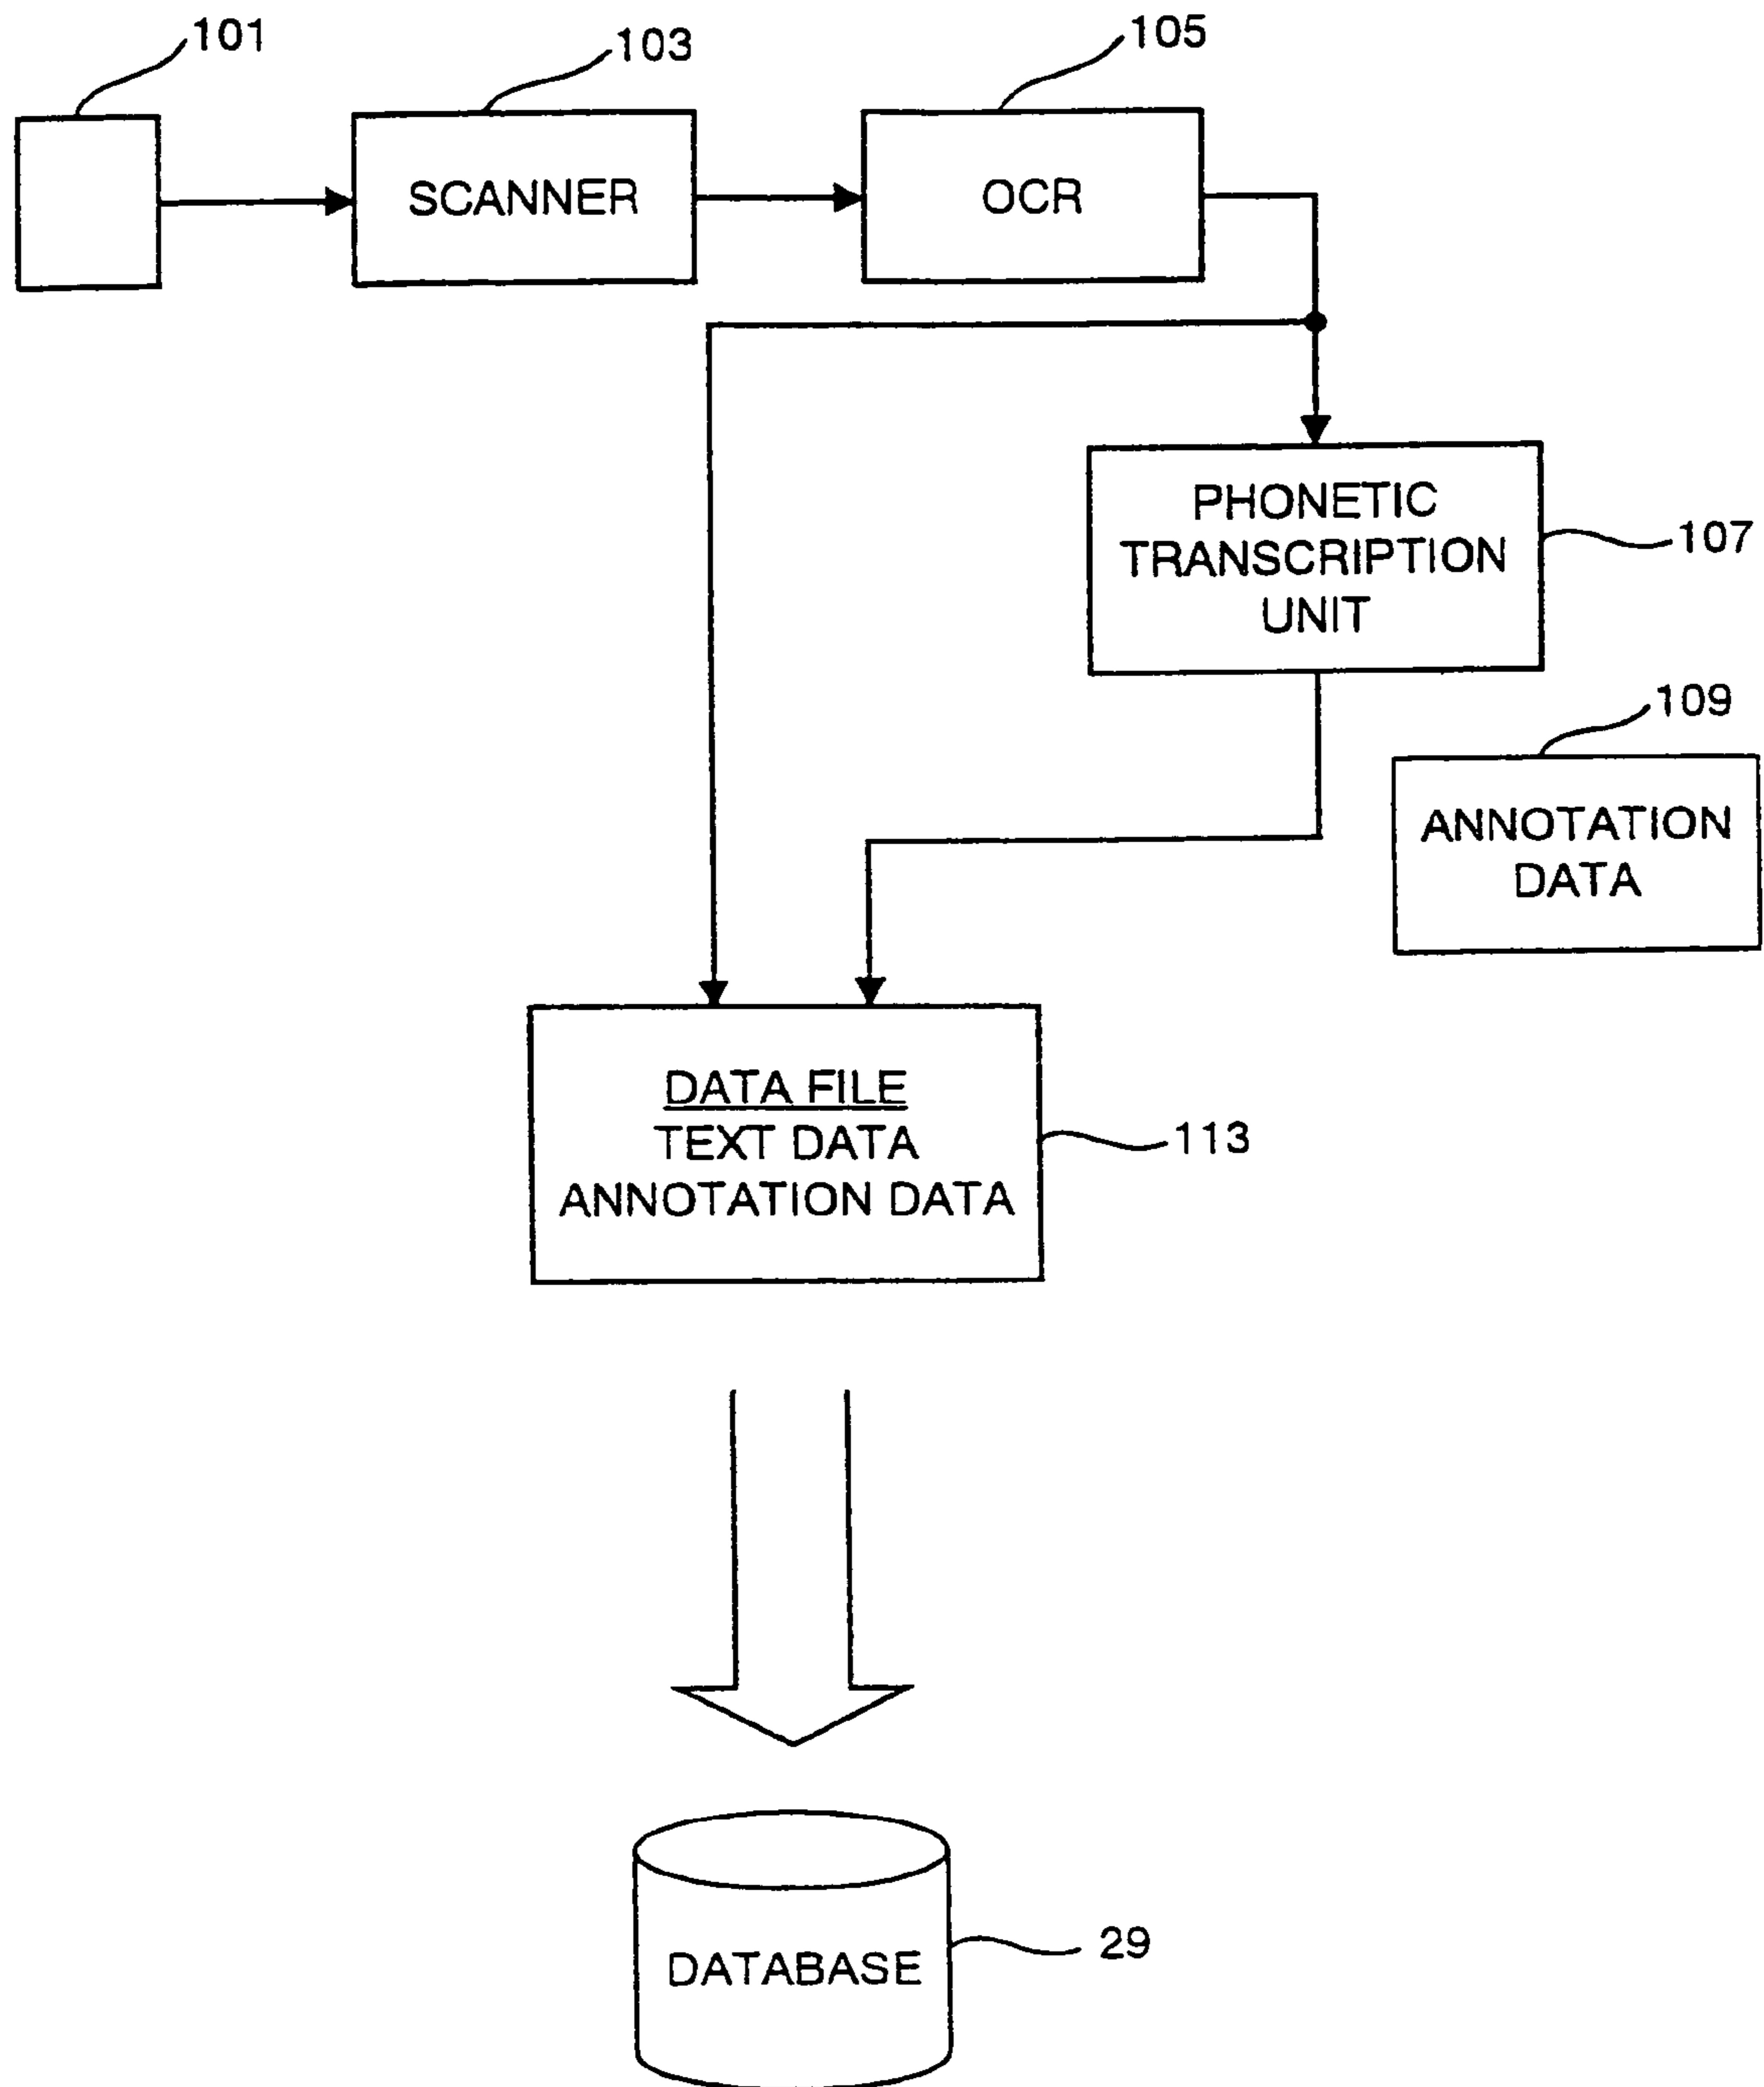 101
103
105
SCANNER
OCR
PHONETIC
TRANSCRIPTION
UNIT
107
109
ANNOTATION
DATA
DATA FILE
TEXT DATA
ANNOTATION DATA
113
DATABASE
29